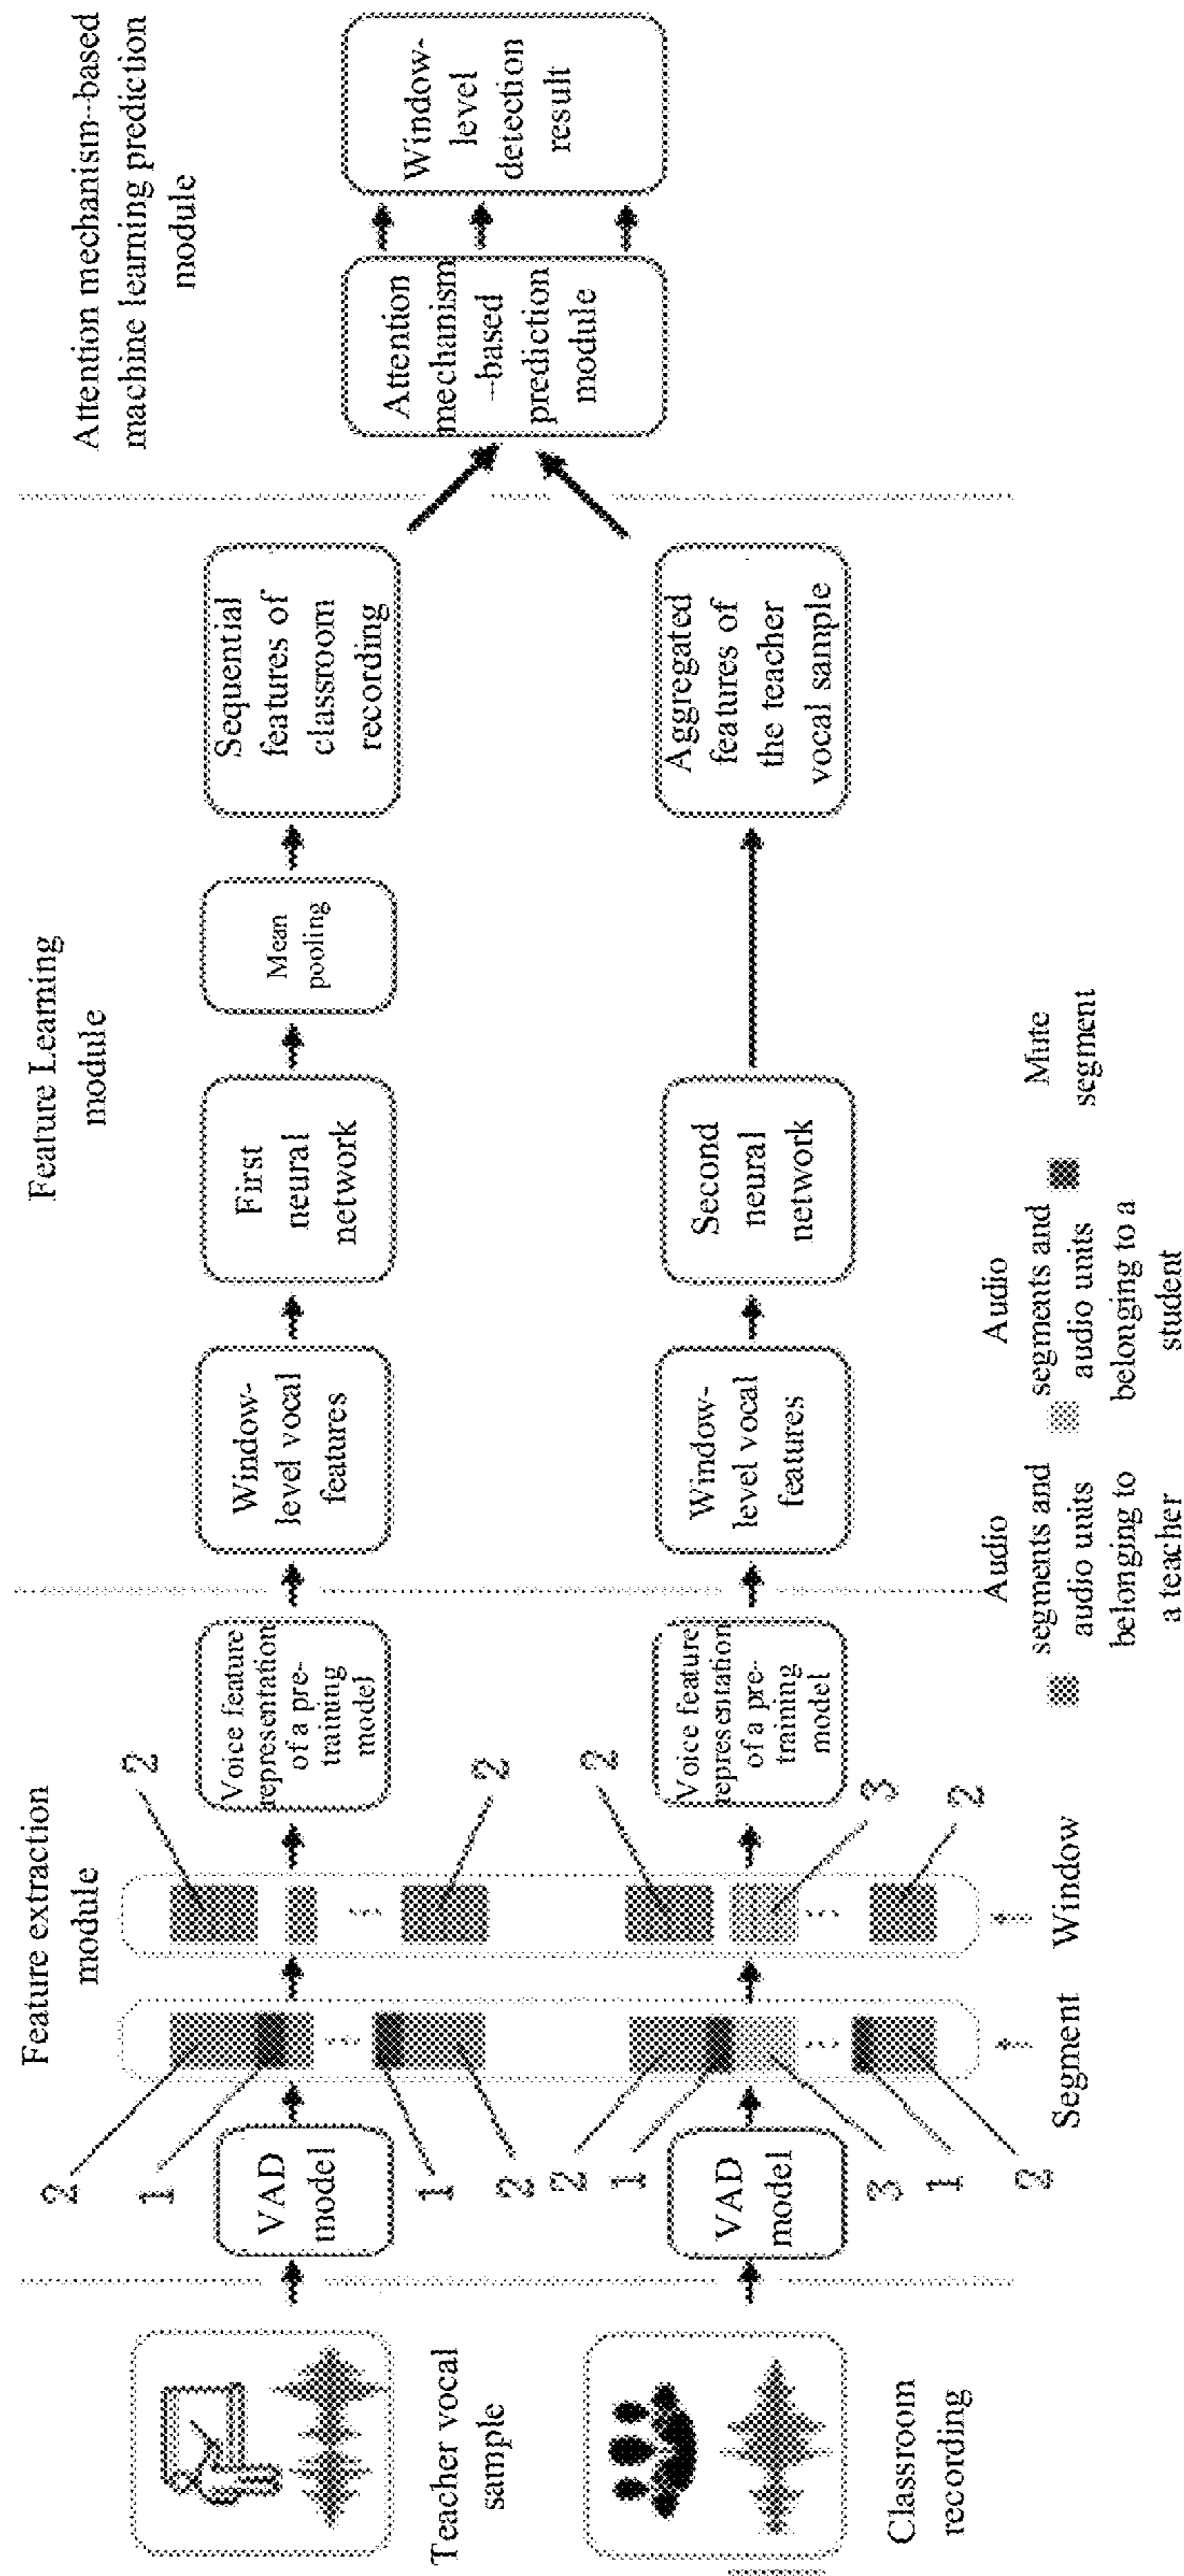 Feature extraction
module
Feature Learning
module
Attention mechanism--based
machine learning prediction
module
Teacher vocal
sample
VAD
model
2
1
1
2
2
2
Voice feature
representation
of a pre-
training
model
Window-
level vocal
features
First
neural
network
Mean
pooling
Sequential
features of
classroom
recording
Attention
mechanism
--based
prediction
module
Window-
level
detection
result
Classroom
recording
VAD
model
2
1
3
1
2
2
3
2
Voice feature
representation
of a pre-
training
model
Window-
level vocal
features
Second
neural
network
Aggregated
features of
the teacher
vocal sample
Segment
Window
Audio
segments and
audio units
belonging to
a teacher
Audio
segments and
audio units
belonging to a
student
Mute
segment